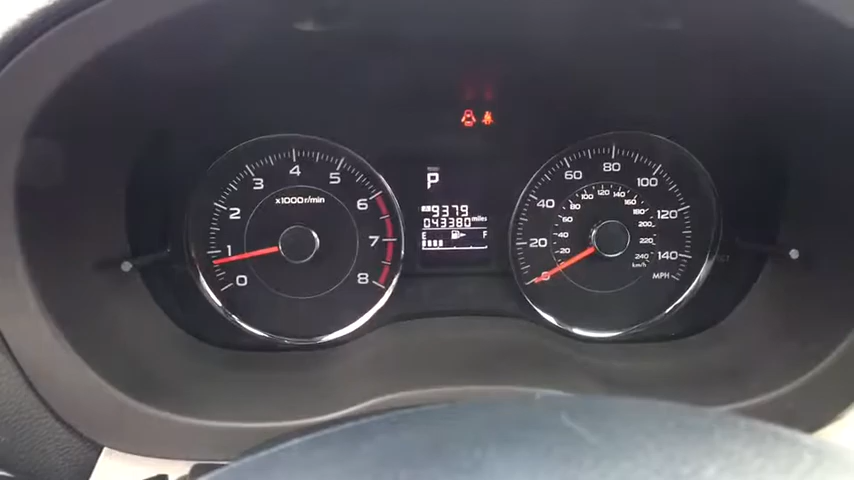 0 1 2 3 4 5 6 7 8
x1000r/min
P
9379
043380 miles
E F
0 20 40 60 80 100 120 140
20 40 60 80 100 120 140 160 180 200 220 240
km/h
MPH